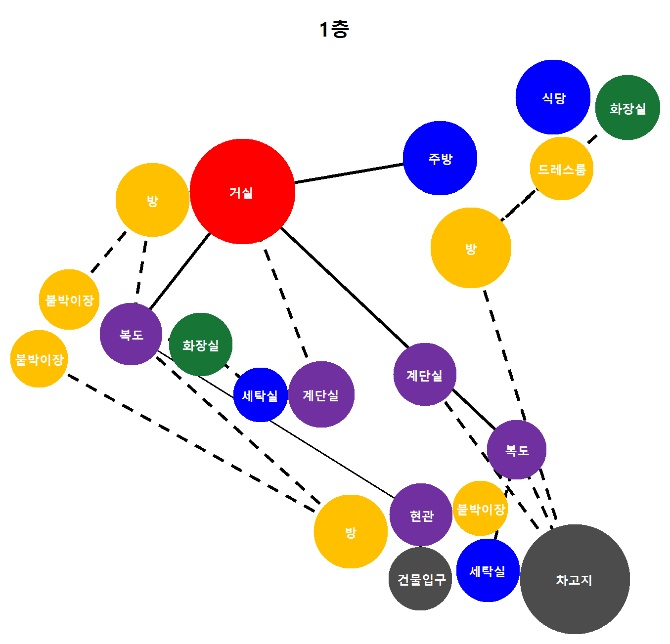 1층
식당
화장실
주방
드레스룸
거실
방
방
붙박이장
복도
화장실
붙박이장
계단실
세탁실
계단실
복도
붙박이장
현관
방
세탁실
건물입구
차고지